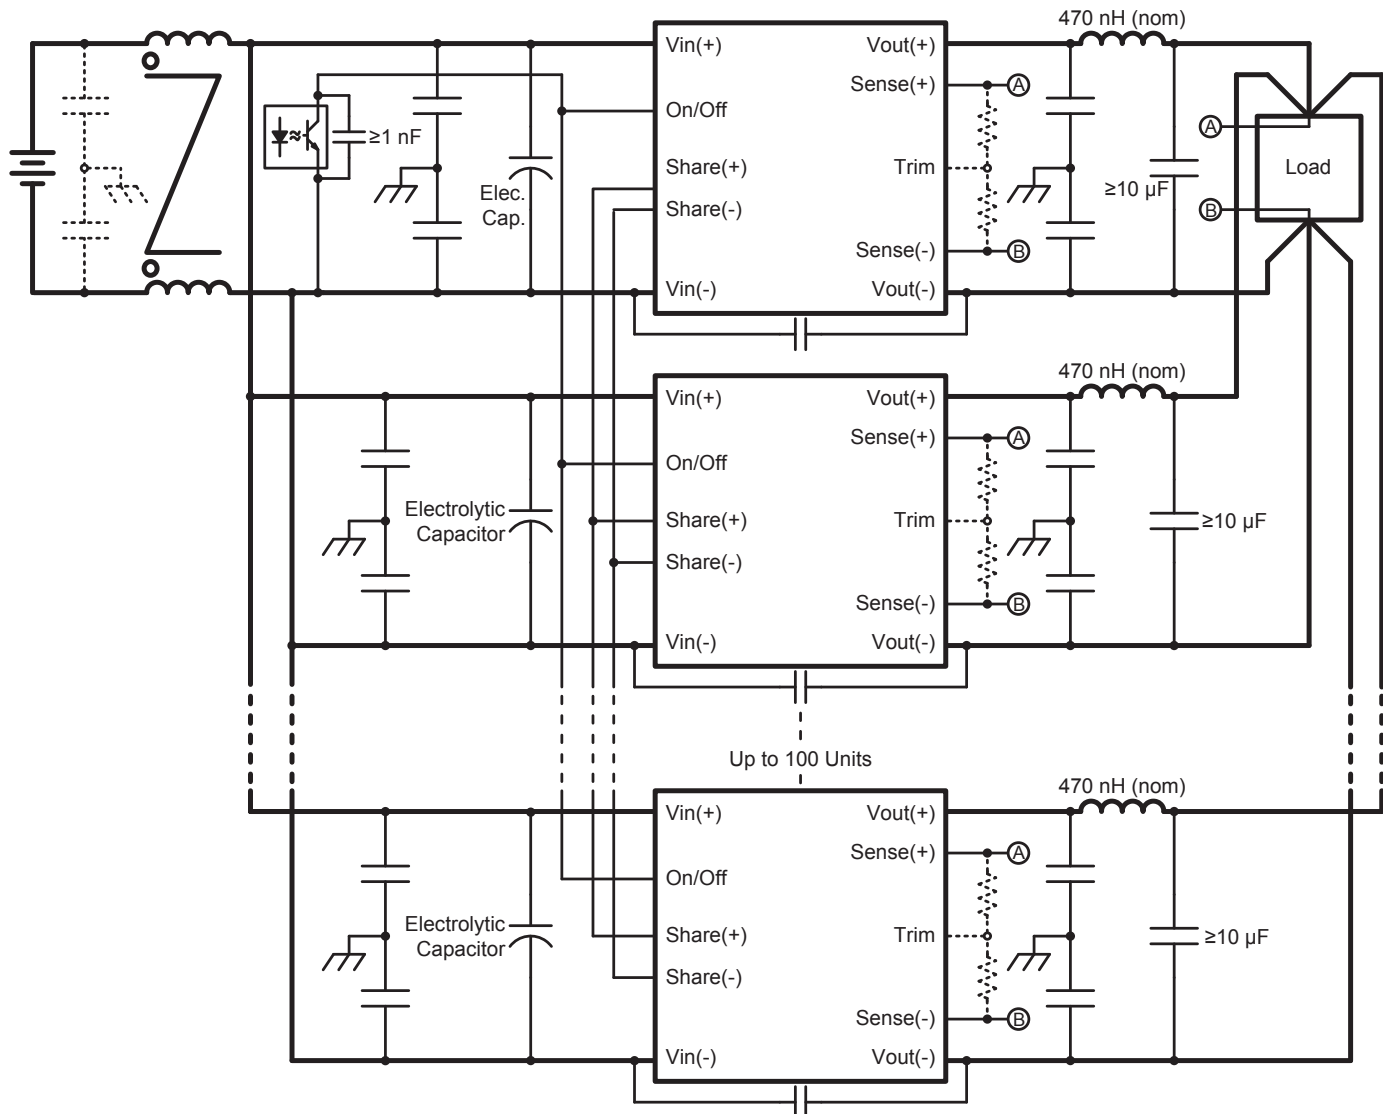 470 nH (nom)
Vin(+)
Vout(+)
Sense(+)
A
On/Off
≥1 nF
A
Share(+)
Trim
Load
Elec.
Cap.
≥10 µF
Share(-)
B
Sense(-)
B
Vin(-)
Vout(-)
470 nH (nom)
Vin(+)
Vout(+)
Sense(+)
A
On/Off
Electrolytic
Capacitor
Share(+)
Trim
≥10 µF
Share(-)
Sense(-)
B
Vin(-)
Vout(-)
Up to 100 Units
470 nH (nom)
Vin(+)
Vout(+)
Sense(+)
A
On/Off
Electrolytic
Capacitor
Share(+)
Trim
≥10 µF
Share(-)
Sense(-)
B
Vin(-)
Vout(-)